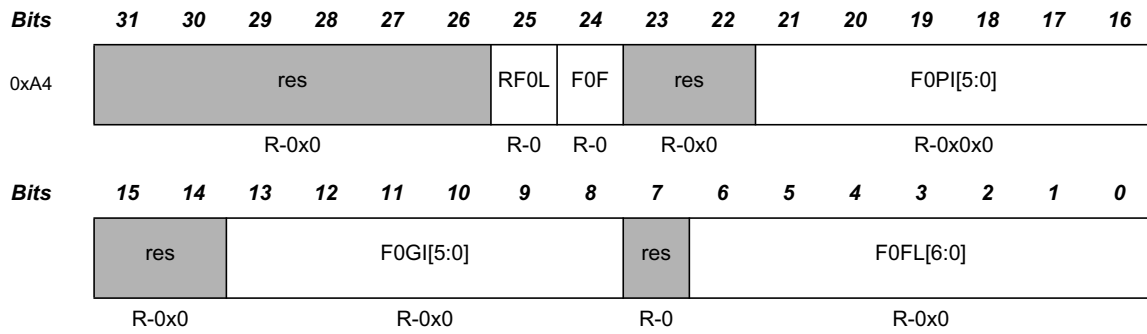 Bits 31 30 29 28 27 26 25 24 23 22 21 20 19 18 17 16
0xA4 res RF0L F0F res F0PI[5:0]
R-0x0 R-0 R-0 R-0x0 R-0x0x0
Bits 15 14 13 12 11 10 9 8 7 6 5 4 3 2 1 0
res F0GI[5:0] res F0FL[6:0]
R-0x0 R-0x0 R-0 R-0x0